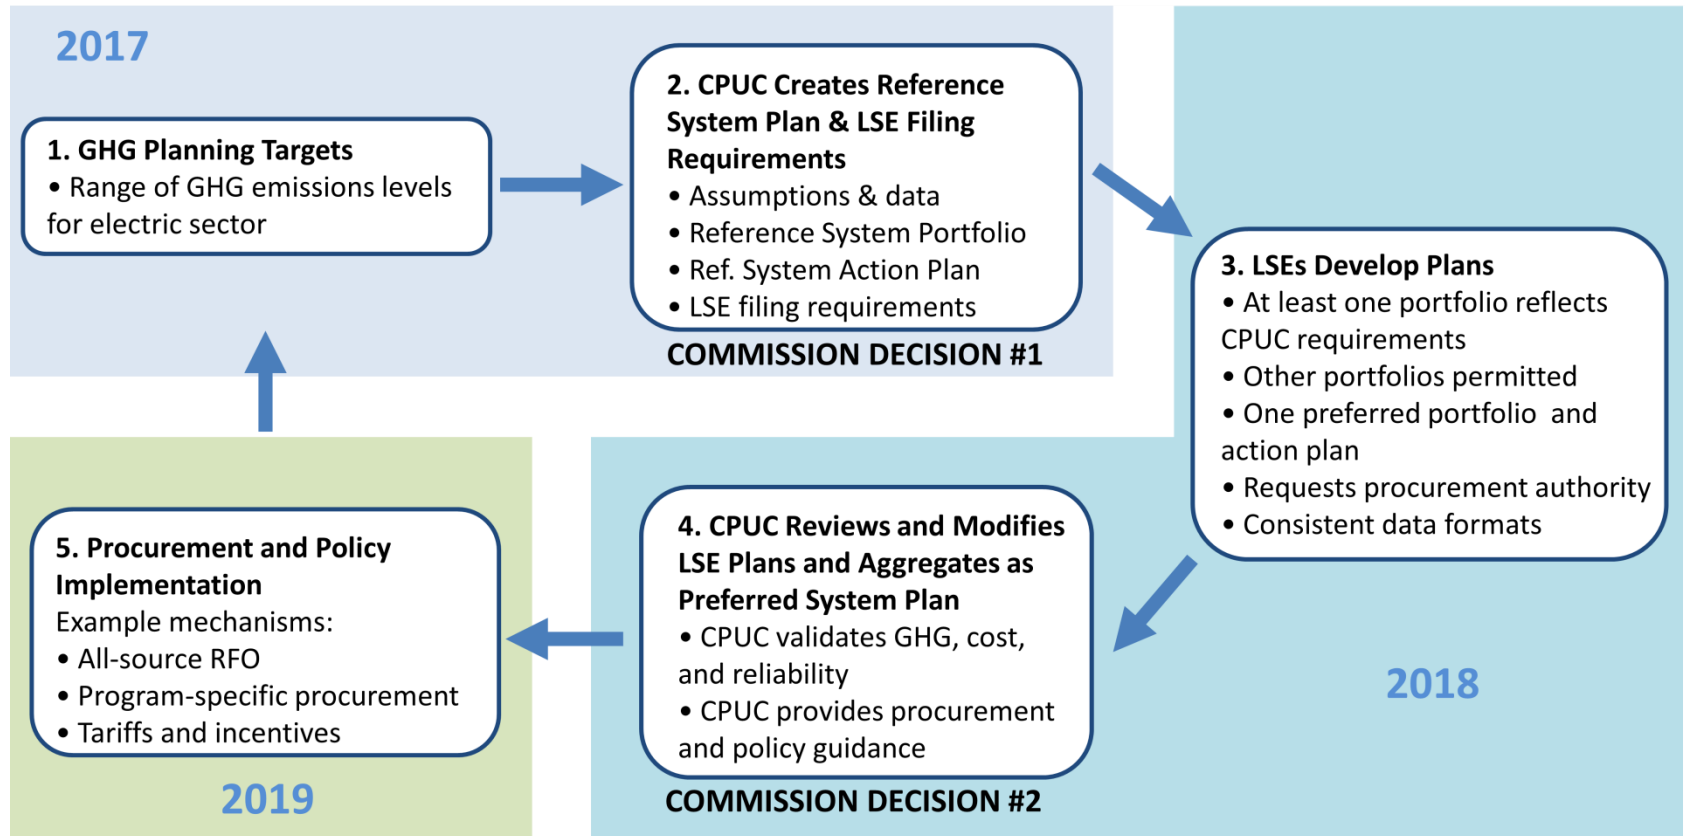 2017
1. GHG Planning Targets
• Range of GHG emissions levels
for electric sector
2. CPUC Creates Reference
System Plan & LSE Filing
Requirements
• Assumptions & data
• Reference System Portfolio
• Ref. System Action Plan
• LSE filing requirements
COMMISSION DECISION #1
3. LSEs Develop Plans
• At least one portfolio reflects
CPUC requirements
• Other portfolios permitted
• One preferred portfolio and
action plan
• Requests procurement authority
• Consistent data formats
2018
4. CPUC Reviews and Modifies
LSE Plans and Aggregates as
Preferred System Plan
• CPUC validates GHG, cost,
and reliability
• CPUC provides procurement
and policy guidance
COMMISSION DECISION #2
5. Procurement and Policy
Implementation
Example mechanisms:
• All-source RFO
• Program-specific procurement
• Tariffs and incentives
2019